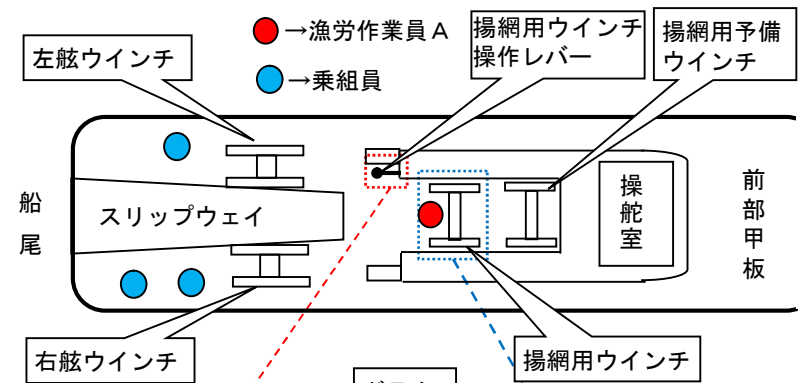 ●→漁労作業員A
●→乗組員
左舷ウインチ
揚網用ウインチ
操作レバー
揚網用予備
ウインチ
船尾
スリップウェイ
操舵室
前部甲板
右舷ウインチ
揚網用ウインチ